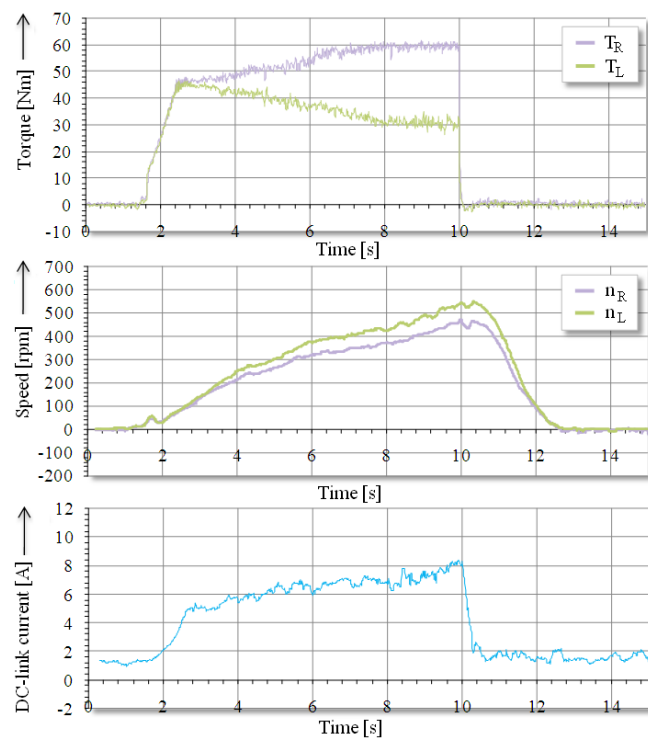 Torque [Nm]
70
60
50
40
30
20
10
0
-10
0 2 4 6 8 10 12 14
Time [s]
T_R
T_L
Speed [rpm]
700
600
500
400
300
200
100
0
-100
-200
0 2 4 6 8 10 12 14
Time [s]
n_R
n_L
DC-link current [A]
12
10
8
6
4
2
0
-2
0 2 4 6 8 10 12 14
Time [s]